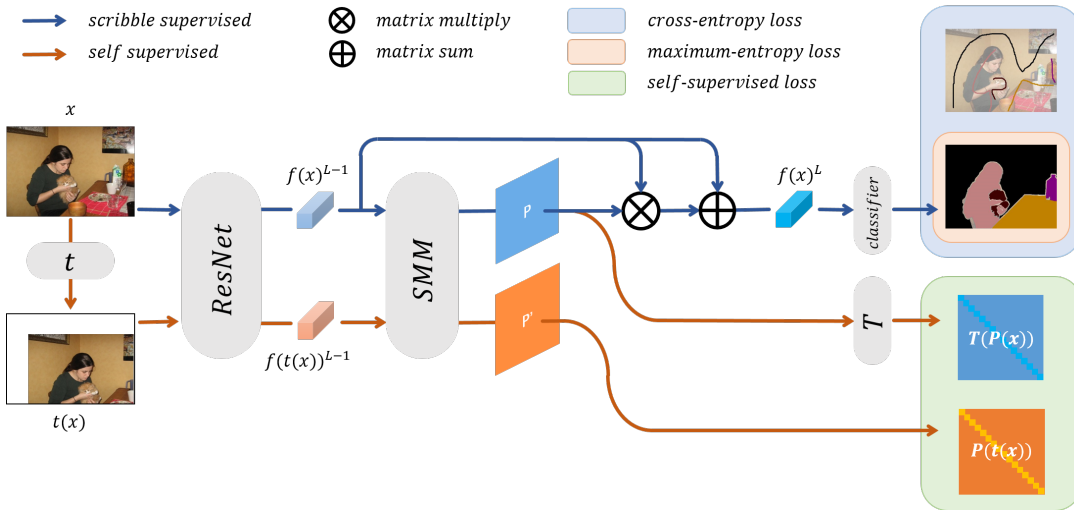 scribble supervised
self supervised
matrix multiply
matrix sum
cross-entropy loss
maximum-entropy loss
self-supervised loss
x
t
t(x)
ResNet
f(x)^{L-1}
f(t(x))^{L-1}
SMM
P
P'
f(x)^L
classifier
T
T(P(x))
P(t(x))